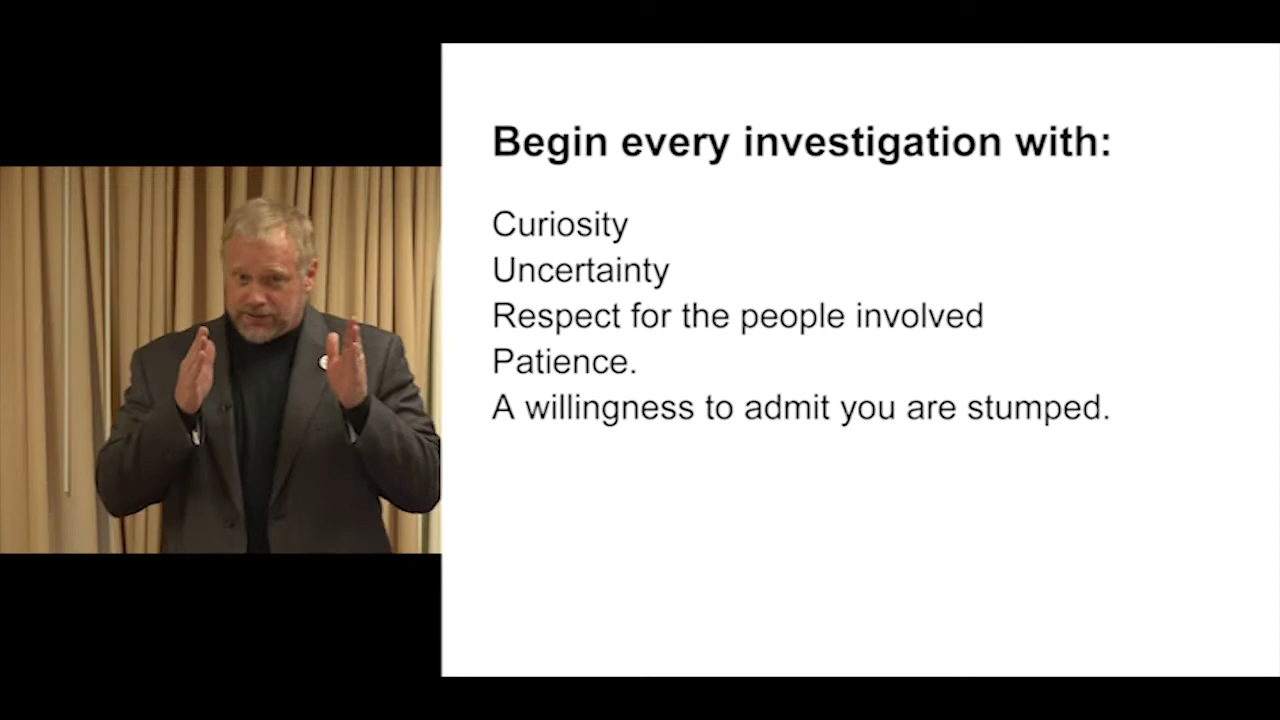 Begin every investigation with:
Curiosity
Uncertainty
Respect for the people involved
Patience.
A willingness to admit you are stumped.